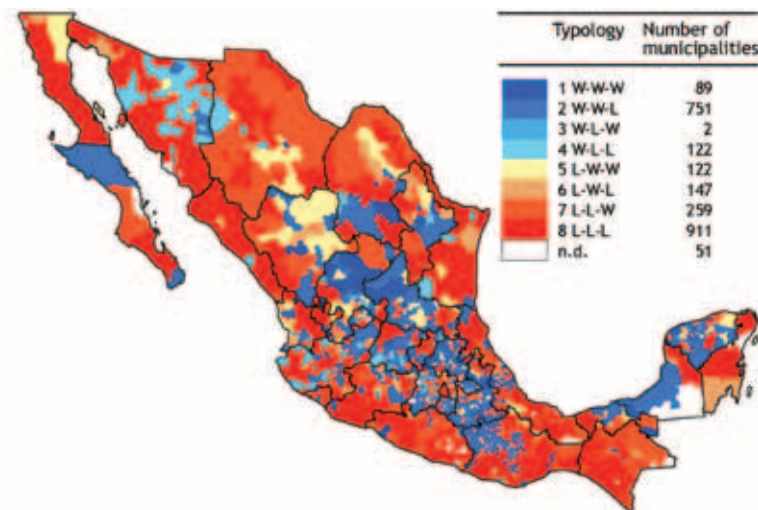 Typology Number of municipalities
1 W-W-W 89
2 W-W-L 751
3 W-L-W 2
4 W-L-L 122
5 L-W-W 122
6 L-W-L 147
7 L-L-W 259
8 L-L-L 911
n.d. 51